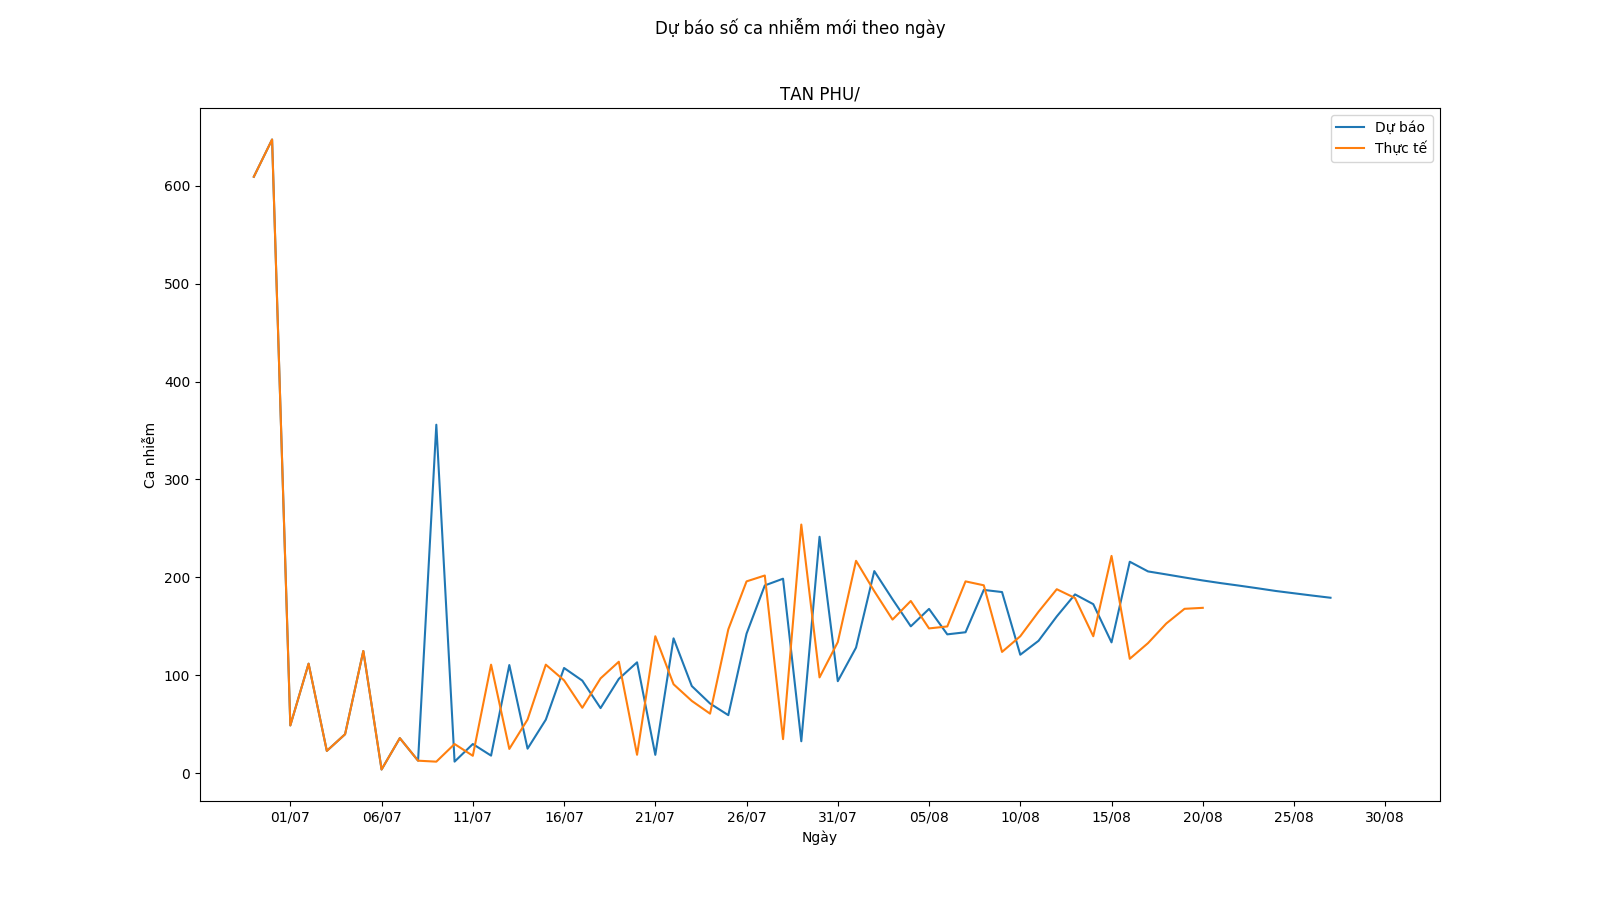 Dự báo số ca nhiễm mới theo ngày
TAN PHU/
Dự báo
Thực tế
600
500
400
300
200
100
0
Ca nhiễm
01/07 06/07 11/07 16/07 21/07 26/07 31/07 05/08 10/08 15/08 20/08 25/08 30/08
Ngày